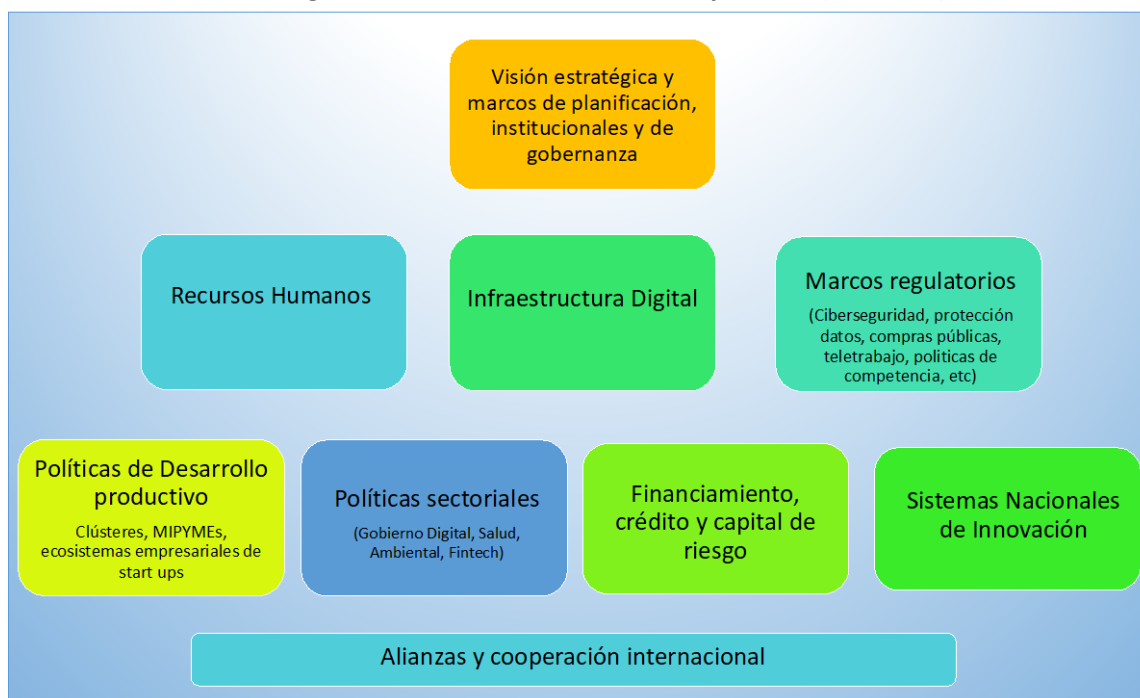 Visión estratégica y
marcos de planificación,
institucionales y de
gobernanza
Recursos Humanos
Infraestructura Digital
Marcos regulatorios
(Ciberseguridad, protección
datos, compras públicas,
teletrabajo, politicas de
competencia, etc)
Políticas de Desarrollo
productivo
Clústeres, MIPYMEs,
ecosistemas empresariales de
start ups
Políticas sectoriales
(Gobierno Digital, Salud,
Ambiental, Fintech)
Financiamiento,
crédito y capital de
riesgo
Sistemas Nacionales
de Innovación
Alianzas y cooperación internacional